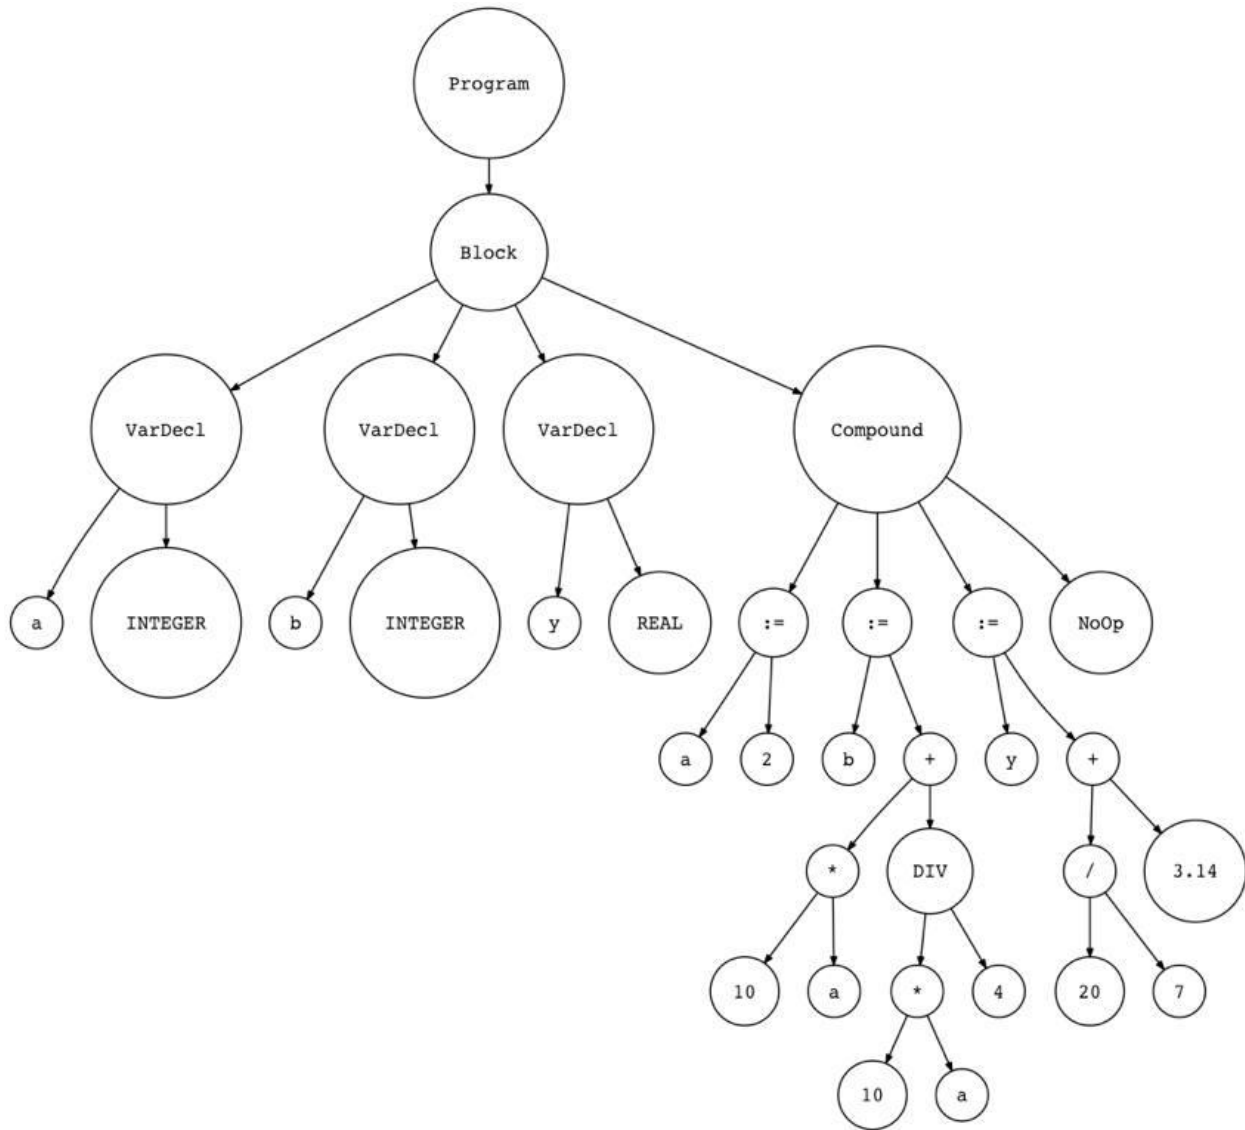 Program
Block
VarDecl
VarDecl
VarDecl
Compound
a
INTEGER
b
INTEGER
y
REAL
:=
:=
:=
NoOp
a
2
b
+
y
+
*
DIV
/
3.14
10
a
*
4
20
7
10
a